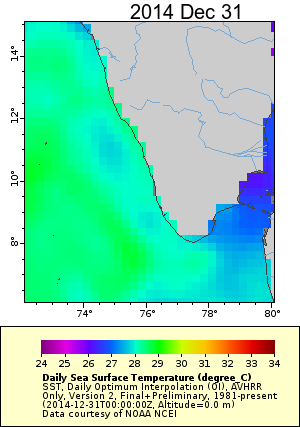 2014 Dec 31
14°
12°
10°
8°
74° 76° 78° 80°
24 25 26 27 28 29 30 31 32 33 34
Daily Sea Surface Temperature (degree_C)
SST, Daily Optimum Interpolation (OI), AVHRR
Only, Version 2, Final+Preliminary, 1981-present
(2014-12-31T00:00:00Z, Altitude=0.0 m)
Data courtesy of NOAA NCEI